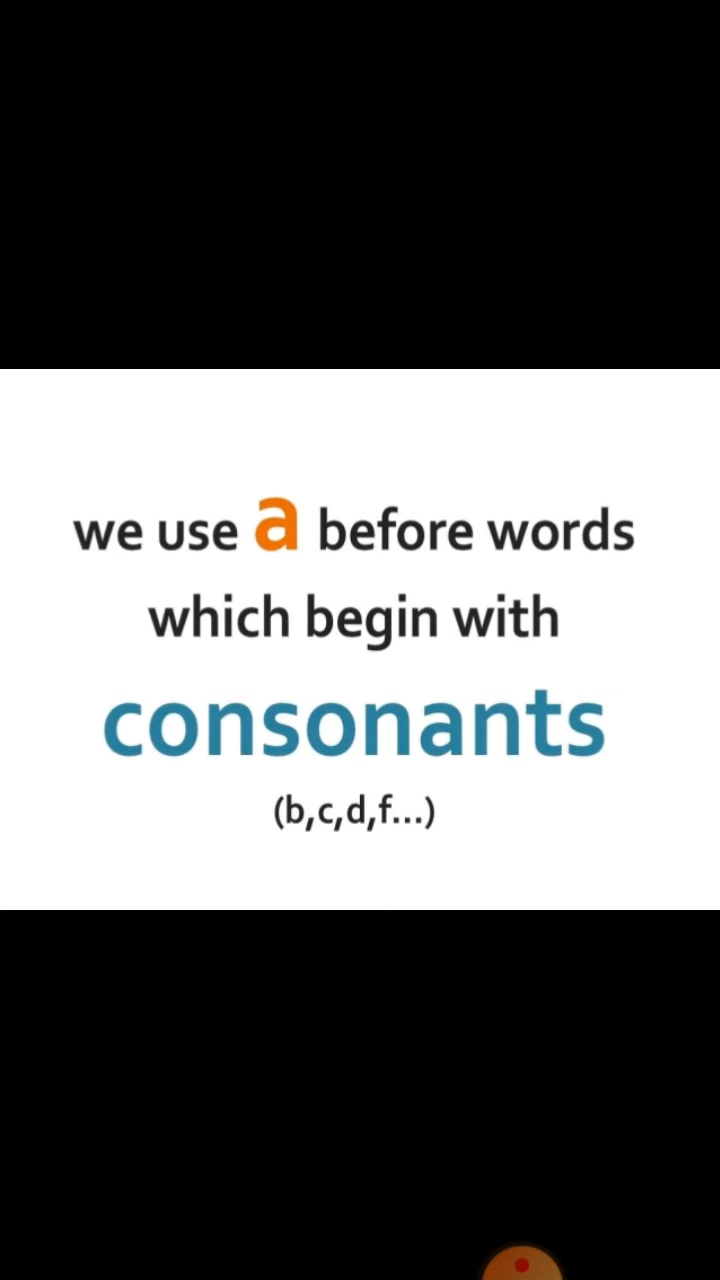 we use a before words
which begin with
consonants
(b,c,d,f...)